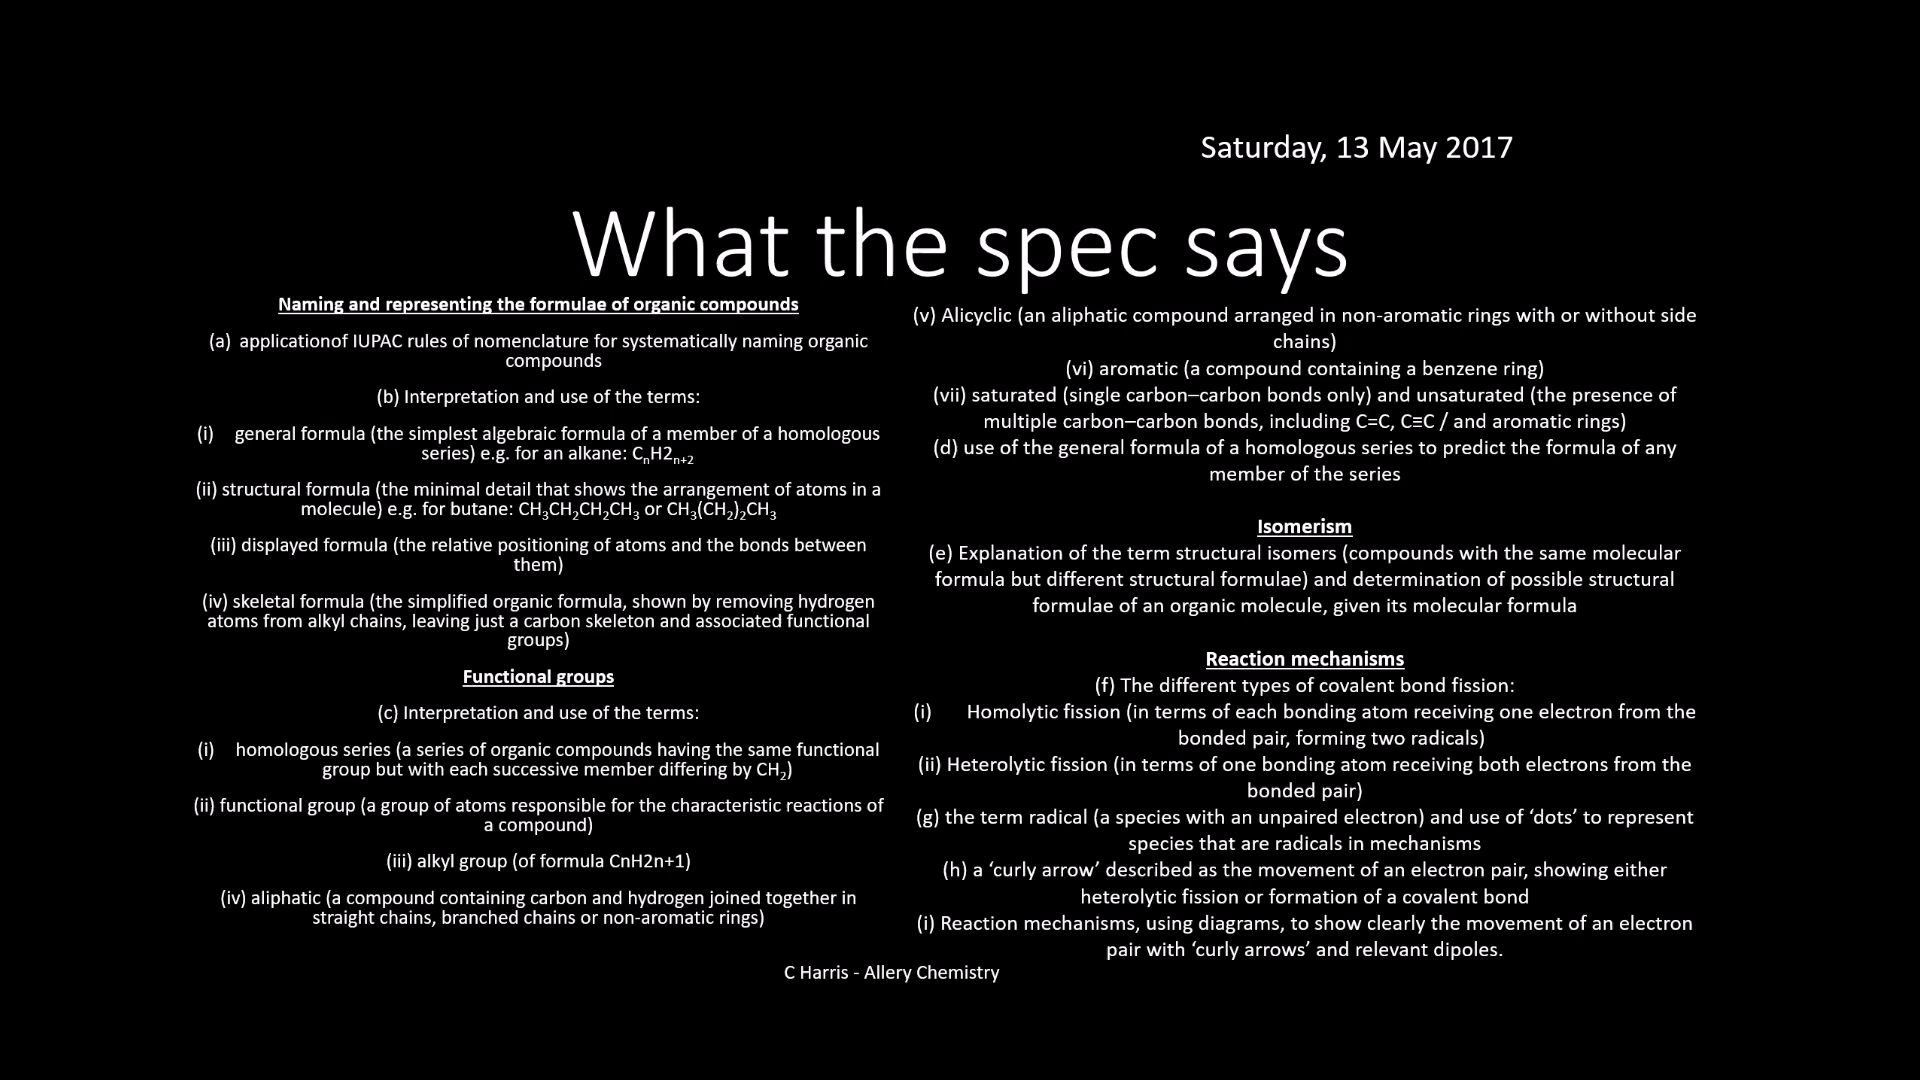 Saturday, 13 May 2017
What the spec says
Naming and representing the formulae of organic compounds
(a) applicationof IUPAC rules of nomenclature for systematically naming organic
compounds
(b) Interpretation and use of the terms:
(i) general formula (the simplest algebraic formula of a member of a homologous
series) e.g. for an alkane: CₙH2ₙ₊₂
(ii) structural formula (the minimal detail that shows the arrangement of atoms in a
molecule) e.g. for butane: CH₃CH₂CH₂CH₃ or CH₃(CH₂)₂CH₃
(iii) displayed formula (the relative positioning of atoms and the bonds between
them)
(iv) skeletal formula (the simplified organic formula, shown by removing hydrogen
atoms from alkyl chains, leaving just a carbon skeleton and associated functional
groups)
Functional groups
(c) Interpretation and use of the terms:
(i) homologous series (a series of organic compounds having the same functional
group but with each successive member differing by CH₂)
(ii) functional group (a group of atoms responsible for the characteristic reactions of
a compound)
(iii) alkyl group (of formula CnH2n+1)
(iv) aliphatic (a compound containing carbon and hydrogen joined together in
straight chains, branched chains or non-aromatic rings)
(v) Alicyclic (an aliphatic compound arranged in non-aromatic rings with or without side
chains)
(vi) aromatic (a compound containing a benzene ring)
(vii) saturated (single carbon–carbon bonds only) and unsaturated (the presence of
multiple carbon–carbon bonds, including C=C, C≡C / and aromatic rings)
(d) use of the general formula of a homologous series to predict the formula of any
member of the series
Isomerism
(e) Explanation of the term structural isomers (compounds with the same molecular
formula but different structural formulae) and determination of possible structural
formulae of an organic molecule, given its molecular formula
Reaction mechanisms
(f) The different types of covalent bond fission:
(i) Homolytic fission (in terms of each bonding atom receiving one electron from the
bonded pair, forming two radicals)
(ii) Heterolytic fission (in terms of one bonding atom receiving both electrons from the
bonded pair)
(g) the term radical (a species with an unpaired electron) and use of ‘dots’ to represent
species that are radicals in mechanisms
(h) a ‘curly arrow’ described as the movement of an electron pair, showing either
heterolytic fission or formation of a covalent bond
(i) Reaction mechanisms, using diagrams, to show clearly the movement of an electron
pair with ‘curly arrows’ and relevant dipoles.
C Harris - Allery Chemistry